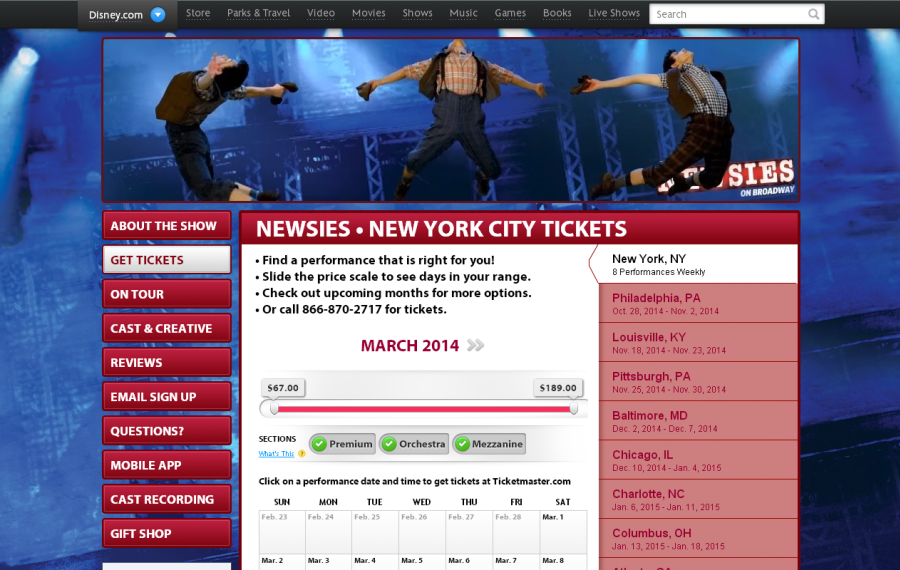 Disney.com
Store
Parks & Travel
Video
Movies
Shows
Music
Games
Books
Live Shows
Search
NEWSIES
ON BROADWAY
ABOUT THE SHOW
GET TICKETS
ON TOUR
CAST & CREATIVE
REVIEWS
EMAIL SIGN UP
QUESTIONS?
MOBILE APP
CAST RECORDING
GIFT SHOP
NEWSIES • NEW YORK CITY TICKETS
• Find a performance that is right for you!
• Slide the price scale to see days in your range.
• Check out upcoming months for more options.
• Or call 866-870-2717 for tickets.
MARCH 2014
$67.00
$189.00
SECTIONS
What's This ?
Premium
Orchestra
Mezzanine
Click on a performance date and time to get tickets at Ticketmaster.com
SUN MON TUE WED THU FRI SAT
Feb. 23 Feb. 24 Feb. 25 Feb. 26 Feb. 27 Feb. 28 Mar. 1
Mar. 2 Mar. 3 Mar. 4 Mar. 5 Mar. 6 Mar. 7 Mar. 8
New York, NY
8 Performances Weekly
Philadelphia, PA
Oct. 28, 2014 - Nov. 2, 2014
Louisville, KY
Nov. 18, 2014 - Nov. 23, 2014
Pittsburgh, PA
Nov. 25, 2014 - Nov. 30, 2014
Baltimore, MD
Dec. 2, 2014 - Dec. 7, 2014
Chicago, IL
Dec. 10, 2014 - Jan. 4, 2015
Charlotte, NC
Jan. 6, 2015 - Jan. 11, 2015
Columbus, OH
Jan. 13, 2015 - Jan. 18, 2015